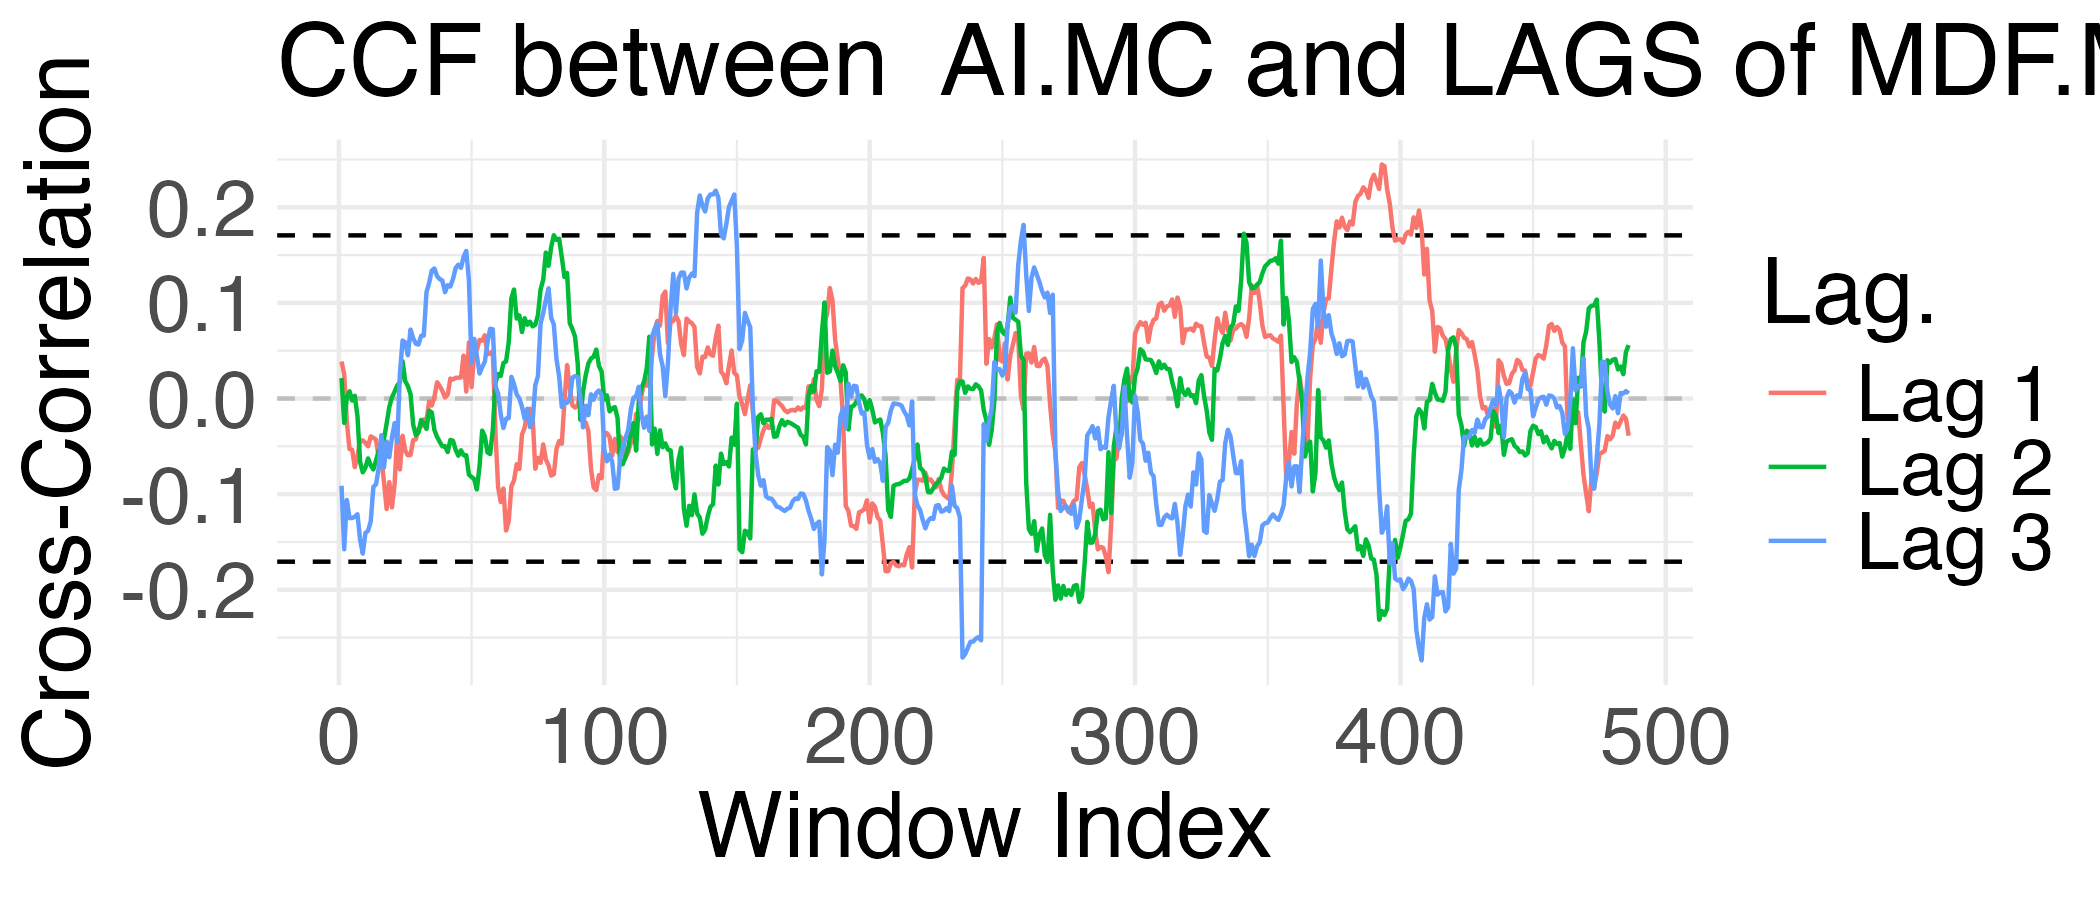 CCF between AI.MC and LAGS of MDF.
Cross-Correlation
0.2
0.1
0.0
-0.1
-0.2
0
100
200
300
400
500
Window Index
Lag.
Lag 1
Lag 2
Lag 3